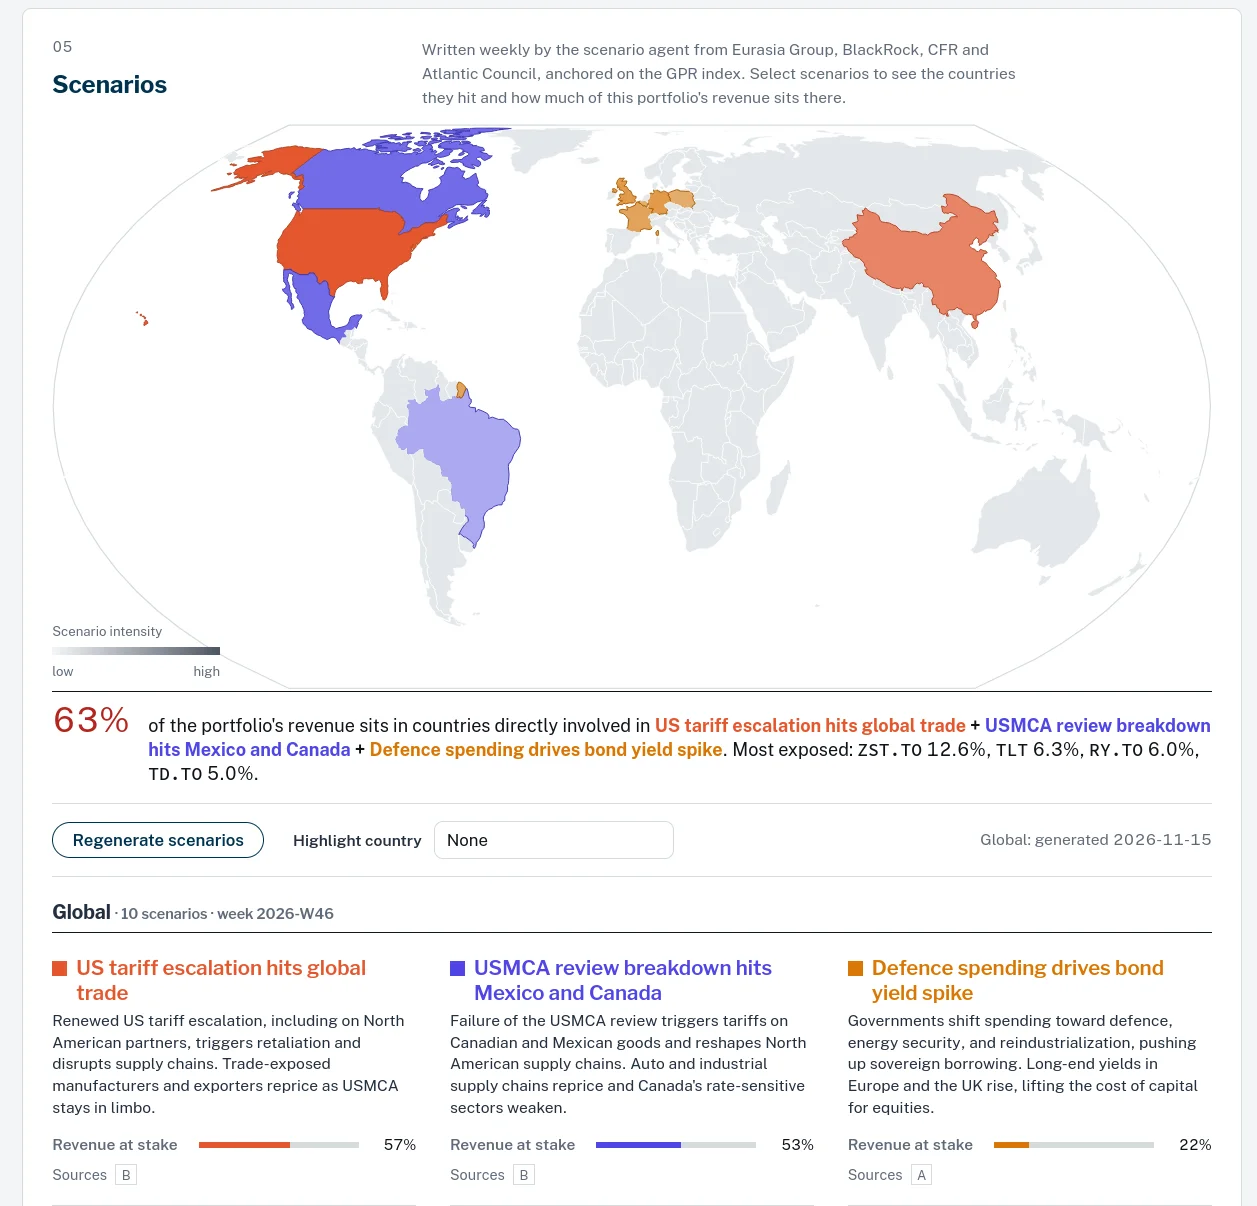 05
Scenarios
Written weekly by the scenario agent from Eurasia Group, BlackRock, CFR and
Atlantic Council, anchored on the GPR index. Select scenarios to see the countries
they hit and how much of this portfolio's revenue sits there.
Scenario intensity
low high
63% of the portfolio's revenue sits in countries directly involved in US tariff escalation hits global trade + USMCA review breakdown
hits Mexico and Canada + Defence spending drives bond yield spike. Most exposed: ZST.TO 12.6%, TLT 6.3%, RY.TO 6.0%,
TD.TO 5.0%.
Regenerate scenarios Highlight country None Global: generated 2026-11-15
Global · 10 scenarios · week 2026-W46
US tariff escalation hits global
trade
Renewed US tariff escalation, including on North
American partners, triggers retaliation and
disrupts supply chains. Trade-exposed
manufacturers and exporters reprice as USMCA
stays in limbo.
Revenue at stake 57%
Sources B
USMCA review breakdown hits
Mexico and Canada
Failure of the USMCA review triggers tariffs on
Canadian and Mexican goods and reshapes North
American supply chains. Auto and industrial
supply chains reprice and Canada's rate-sensitive
sectors weaken.
Revenue at stake 53%
Sources B
Defence spending drives bond
yield spike
Governments shift spending toward defence,
energy security, and reindustrialization, pushing
up sovereign borrowing. Long-end yields in
Europe and the UK rise, lifting the cost of capital
for equities.
Revenue at stake 22%
Sources A